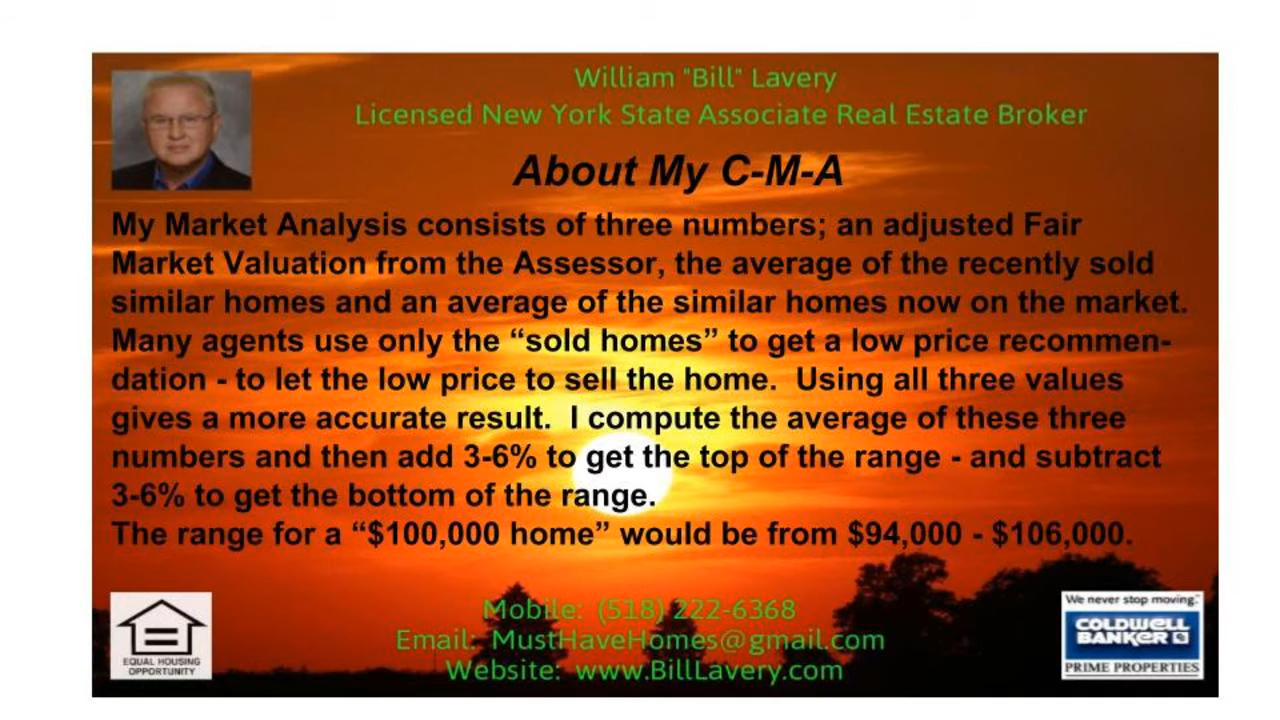 William "Bill" Lavery
Licensed New York State Associate Real Estate Broker
About My C-M-A
My Market Analysis consists of three numbers; an adjusted Fair
Market Valuation from the Assessor, the average of the recently sold
similar homes and an average of the similar homes now on the market.
Many agents use only the “sold homes” to get a low price recommen-
dation - to let the low price to sell the home.  Using all three values
gives a more accurate result.  I compute the average of these three
numbers and then add 3-6% to get the top of the range - and subtract
3-6% to get the bottom of the range.
The range for a “$100,000 home” would be from $94,000 - $106,000.
Mobile:  (518) 222-6368
Email:  MustHaveHomes@gmail.com
Website:  www.BillLavery.com
EQUAL HOUSING
OPPORTUNITY
We never stop moving.™
COLDWELL
BANKER
PRIME PROPERTIES